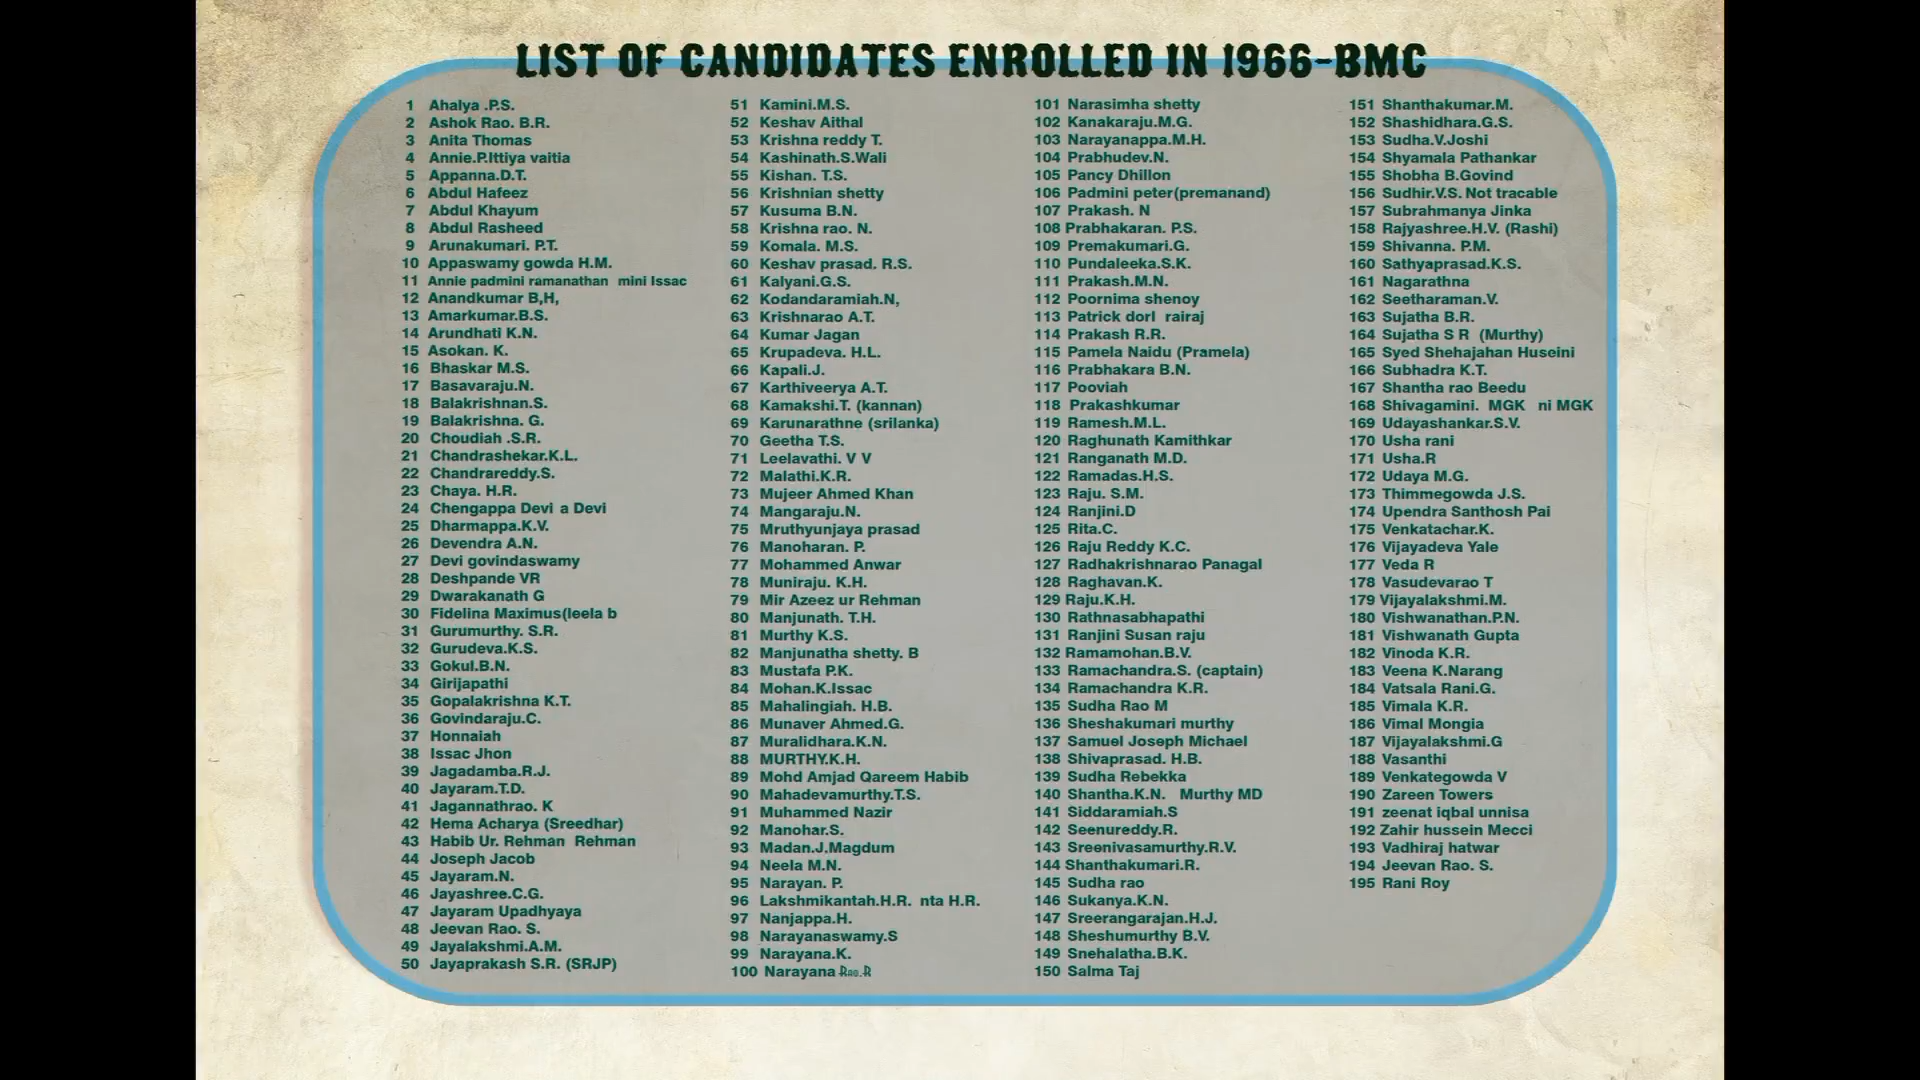 LIST OF CANDIDATES ENROLLED IN 1966-BMC
1 Ahalya .P.S.
2 Ashok Rao. B.R.
3 Anita Thomas
4 Annie.P.Ittiya vaitia
5 Appanna.D.T.
6 Abdul Hafeez
7 Abdul Khayum
8 Abdul Rasheed
9 Arunakumari. P.T.
10 Appaswamy gowda H.M.
11 Annie padmini ramanathan mini Issac
12 Anandkumar B,H,
13 Amarkumar.B.S.
14 Arundhati K.N.
15 Asokan. K.
16 Bhaskar M.S.
17 Basavaraju.N.
18 Balakrishnan.S.
19 Balakrishna. G.
20 Choudiah .S.R.
21 Chandrashekar.K.L.
22 Chandrareddy.S.
23 Chaya. H.R.
24 Chengappa Devi a Devi
25 Dharmappa.K.V.
26 Devendra A.N.
27 Devi govindaswamy
28 Deshpande VR
29 Dwarakanath G
30 Fidelina Maximus(leela b
31 Gurumurthy. S.R.
32 Gurudeva.K.S.
33 Gokul.B.N.
34 Girijapathi
35 Gopalakrishna K.T.
36 Govindaraju.C.
37 Honnaiah
38 Issac Jhon
39 Jagadamba.R.J.
40 Jayaram.T.D.
41 Jagannathrao. K
42 Hema Acharya (Sreedhar)
43 Habib Ur. Rehman Rehman
44 Joseph Jacob
45 Jayaram.N.
46 Jayashree.C.G.
47 Jayaram Upadhyaya
48 Jeevan Rao. S.
49 Jayalakshmi.A.M.
50 Jayaprakash S.R. (SRJP)
51 Kamini.M.S.
52 Keshav Aithal
53 Krishna reddy T.
54 Kashinath.S.Wali
55 Kishan. T.S.
56 Krishnian shetty
57 Kusuma B.N.
58 Krishna rao. N.
59 Komala. M.S.
60 Keshav prasad. R.S.
61 Kalyani.G.S.
62 Kodandaramiah.N,
63 Krishnarao A.T.
64 Kumar Jagan
65 Krupadeva. H.L.
66 Kapali.J.
67 Karthiveerya A.T.
68 Kamakshi.T. (kannan)
69 Karunarathne (srilanka)
70 Geetha T.S.
71 Leelavathi. V V
72 Malathi.K.R.
73 Mujeer Ahmed Khan
74 Mangaraju.N.
75 Mruthyunjaya prasad
76 Manoharan. P.
77 Mohammed Anwar
78 Muniraju. K.H.
79 Mir Azeez ur Rehman
80 Manjunath. T.H.
81 Murthy K.S.
82 Manjunatha shetty. B
83 Mustafa P.K.
84 Mohan.K.Issac
85 Mahalingiah. H.B.
86 Munaver Ahmed.G.
87 Muralidhara.K.N.
88 MURTHY.K.H.
89 Mohd Amjad Qareem Habib
90 Mahadevamurthy.T.S.
91 Muhammed Nazir
92 Manohar.S.
93 Madan.J.Magdum
94 Neela M.N.
95 Narayan. P.
96 Lakshmikantah.H.R. nta H.R.
97 Nanjappa.H.
98 Narayanaswamy.S
99 Narayana.K.
100 Narayana Rao.R
101 Narasimha shetty
102 Kanakaraju.M.G.
103 Narayanappa.M.H.
104 Prabhudev.N.
105 Pancy Dhillon
106 Padmini peter(premanand)
107 Prakash. N
108 Prabhakaran. P.S.
109 Premakumari.G.
110 Pundaleeka.S.K.
111 Prakash.M.N.
112 Poornima shenoy
113 Patrick dorl rairaj
114 Prakash R.R.
115 Pamela Naidu (Pramela)
116 Prabhakara B.N.
117 Pooviah
118 Prakashkumar
119 Ramesh.M.L.
120 Raghunath Kamithkar
121 Ranganath M.D.
122 Ramadas.H.S.
123 Raju. S.M.
124 Ranjini.D
125 Rita.C.
126 Raju Reddy K.C.
127 Radhakrishnarao Panagal
128 Raghavan.K.
129 Raju.K.H.
130 Rathnasabhapathi
131 Ranjini Susan raju
132 Ramamohan.B.V.
133 Ramachandra.S. (captain)
134 Ramachandra K.R.
135 Sudha Rao M
136 Sheshakumari murthy
137 Samuel Joseph Michael
138 Shivaprasad. H.B.
139 Sudha Rebekka
140 Shantha.K.N. Murthy MD
141 Siddaramiah.S
142 Seenureddy.R.
143 Sreenivasamurthy.R.V.
144 Shanthakumari.R.
145 Sudha rao
146 Sukanya.K.N.
147 Sreerangarajan.H.J.
148 Sheshumurthy B.V.
149 Snehalatha.B.K.
150 Salma Taj
151 Shanthakumar.M.
152 Shashidhara.G.S.
153 Sudha.V.Joshi
154 Shyamala Pathankar
155 Shobha B.Govind
156 Sudhir.V.S. Not tracable
157 Subrahmanya Jinka
158 Rajyashree.H.V. (Rashi)
159 Shivanna. P.M.
160 Sathyaprasad.K.S.
161 Nagarathna
162 Seetharaman.V.
163 Sujatha B.R.
164 Sujatha S R (Murthy)
165 Syed Shehajahan Huseini
166 Subhadra K.T.
167 Shantha rao Beedu
168 Shivagamini. MGK ni MGK
169 Udayashankar.S.V.
170 Usha rani
171 Usha.R
172 Udaya M.G.
173 Thimmegowda J.S.
174 Upendra Santhosh Pai
175 Venkatachar.K.
176 Vijayadeva Yale
177 Veda R
178 Vasudevarao T
179 Vijayalakshmi.M.
180 Vishwanathan.P.N.
181 Vishwanath Gupta
182 Vinoda K.R.
183 Veena K.Narang
184 Vatsala Rani.G.
185 Vimala K.R.
186 Vimal Mongia
187 Vijayalakshmi.G
188 Vasanthi
189 Venkategowda V
190 Zareen Towers
191 zeenat iqbal unnisa
192 Zahir hussein Mecci
193 Vadhiraj hatwar
194 Jeevan Rao. S.
195 Rani Roy